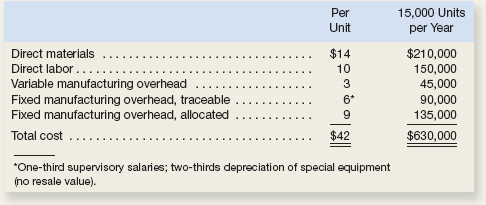 Per 15,000 Units
Unit per Year
Direct materials .................................. $14 $210,000
Direct labor ...................................... 10 150,000
Variable manufacturing overhead ................... 3 45,000
Fixed manufacturing overhead, traceable ........... 6* 90,000
Fixed manufacturing overhead, allocated ........... 9 135,000
Total cost ........................................ $42 $630,000
*One-third supervisory salaries; two-thirds depreciation of special equipment
(no resale value).